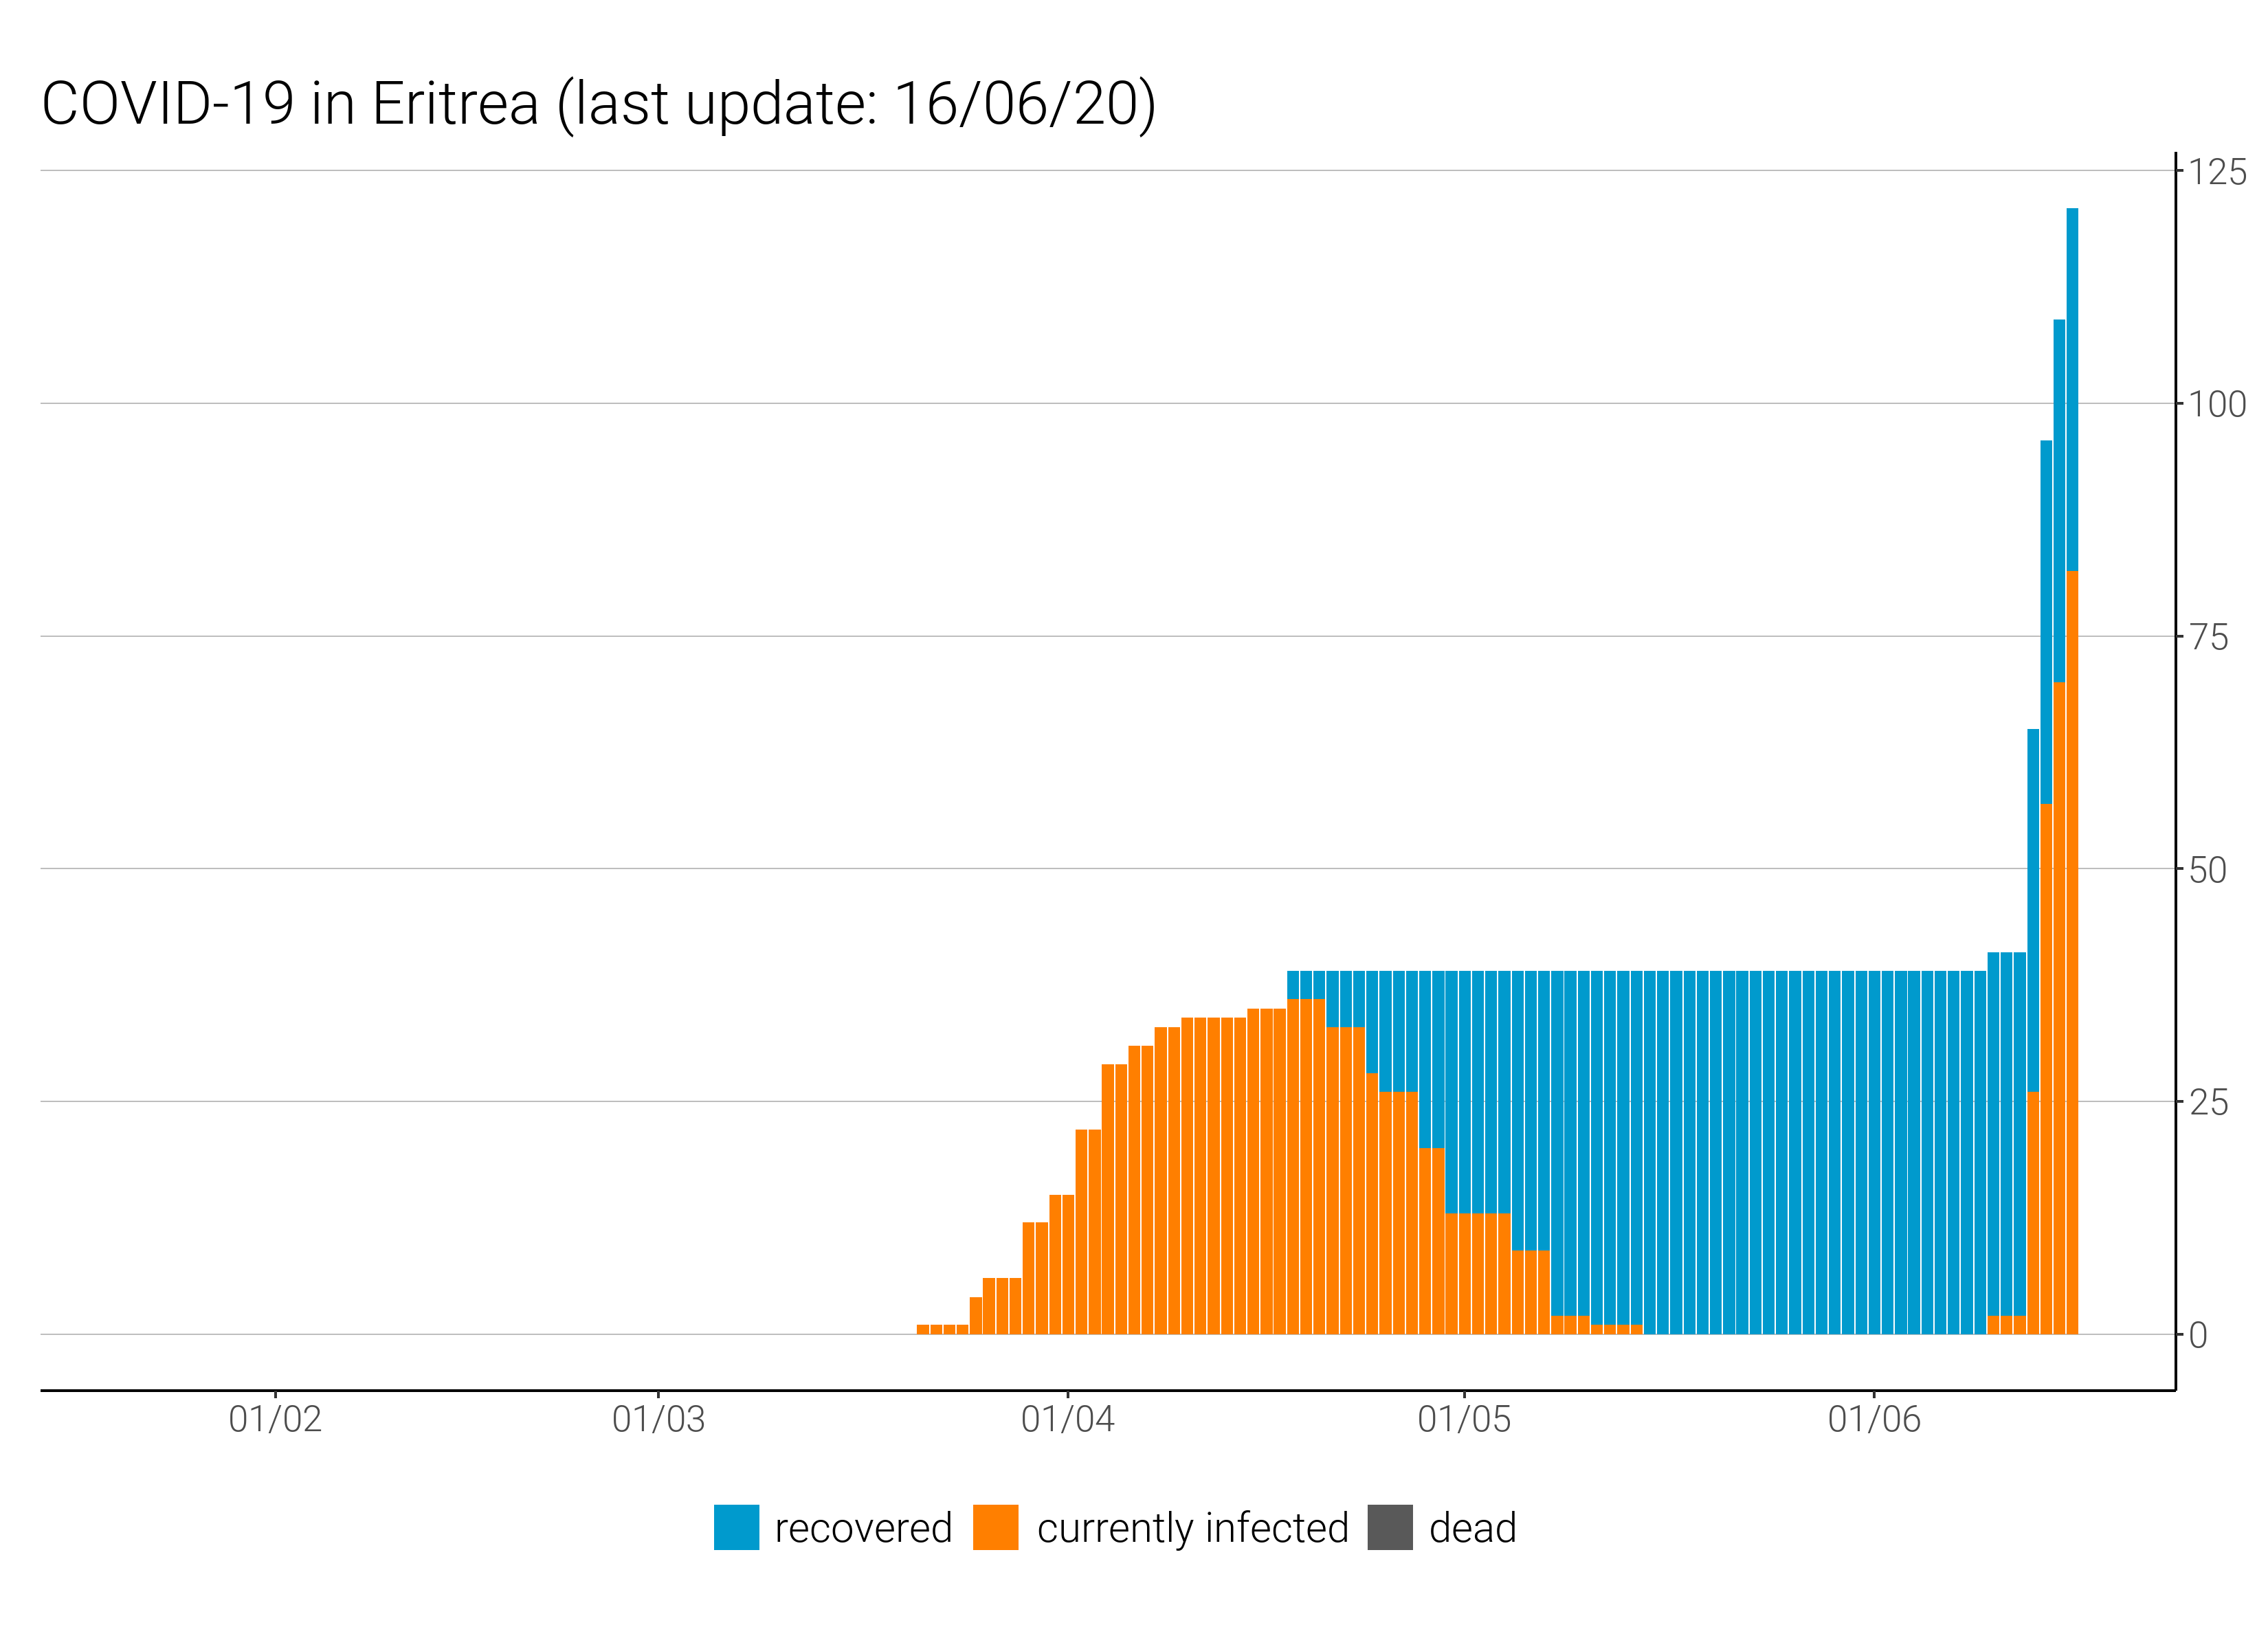 COVID-19 in Eritrea (last update: 16/06/20)
125
100
75
50
25
0
01/02 01/03 01/04 01/05 01/06
recovered currently infected dead